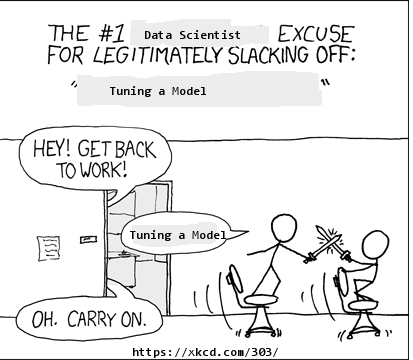 THE #1 Data Scientist EXCUSE
FOR LEGITIMATELY SLACKING OFF:
"Tuning a Model"
HEY! GET BACK
TO WORK!
Tuning a Model
OH. CARRY ON.
https://xkcd.com/303/